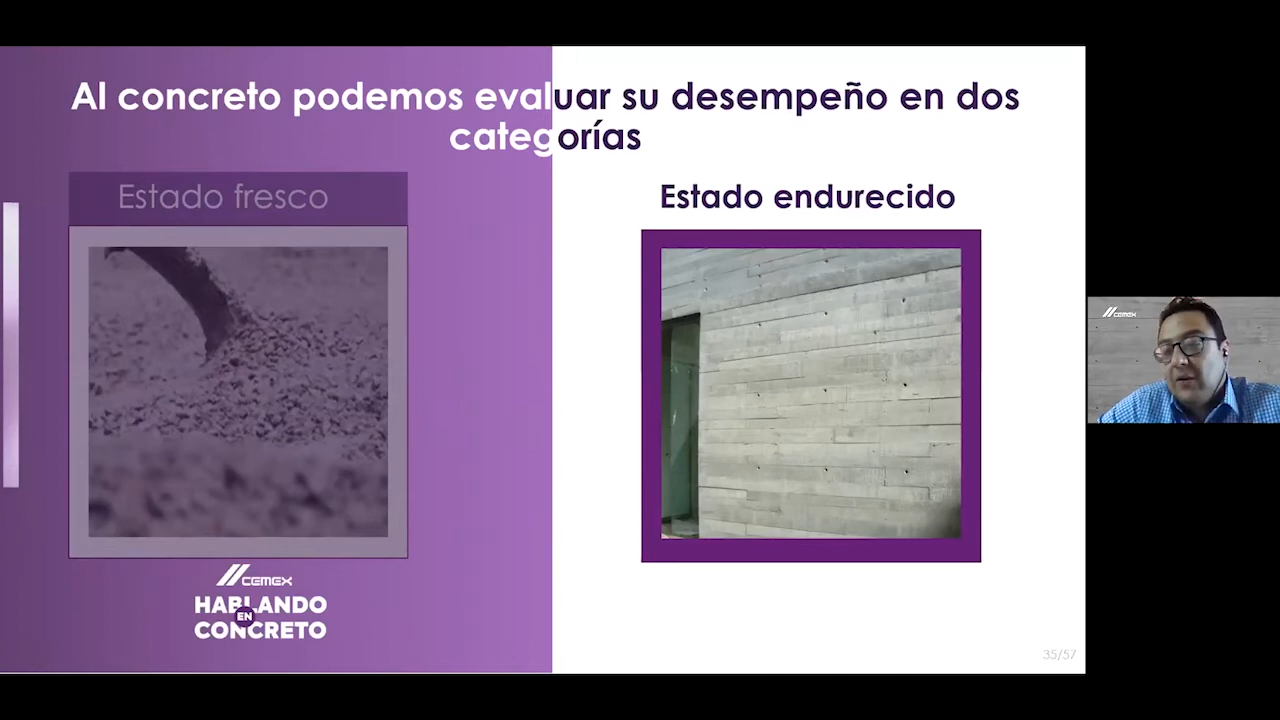 Al concreto podemos evaluar su desempeño en dos
categorías
Estado fresco
Estado endurecido
CEMEX
HABLANDO
EN
CONCRETO
35/57
CEMEX